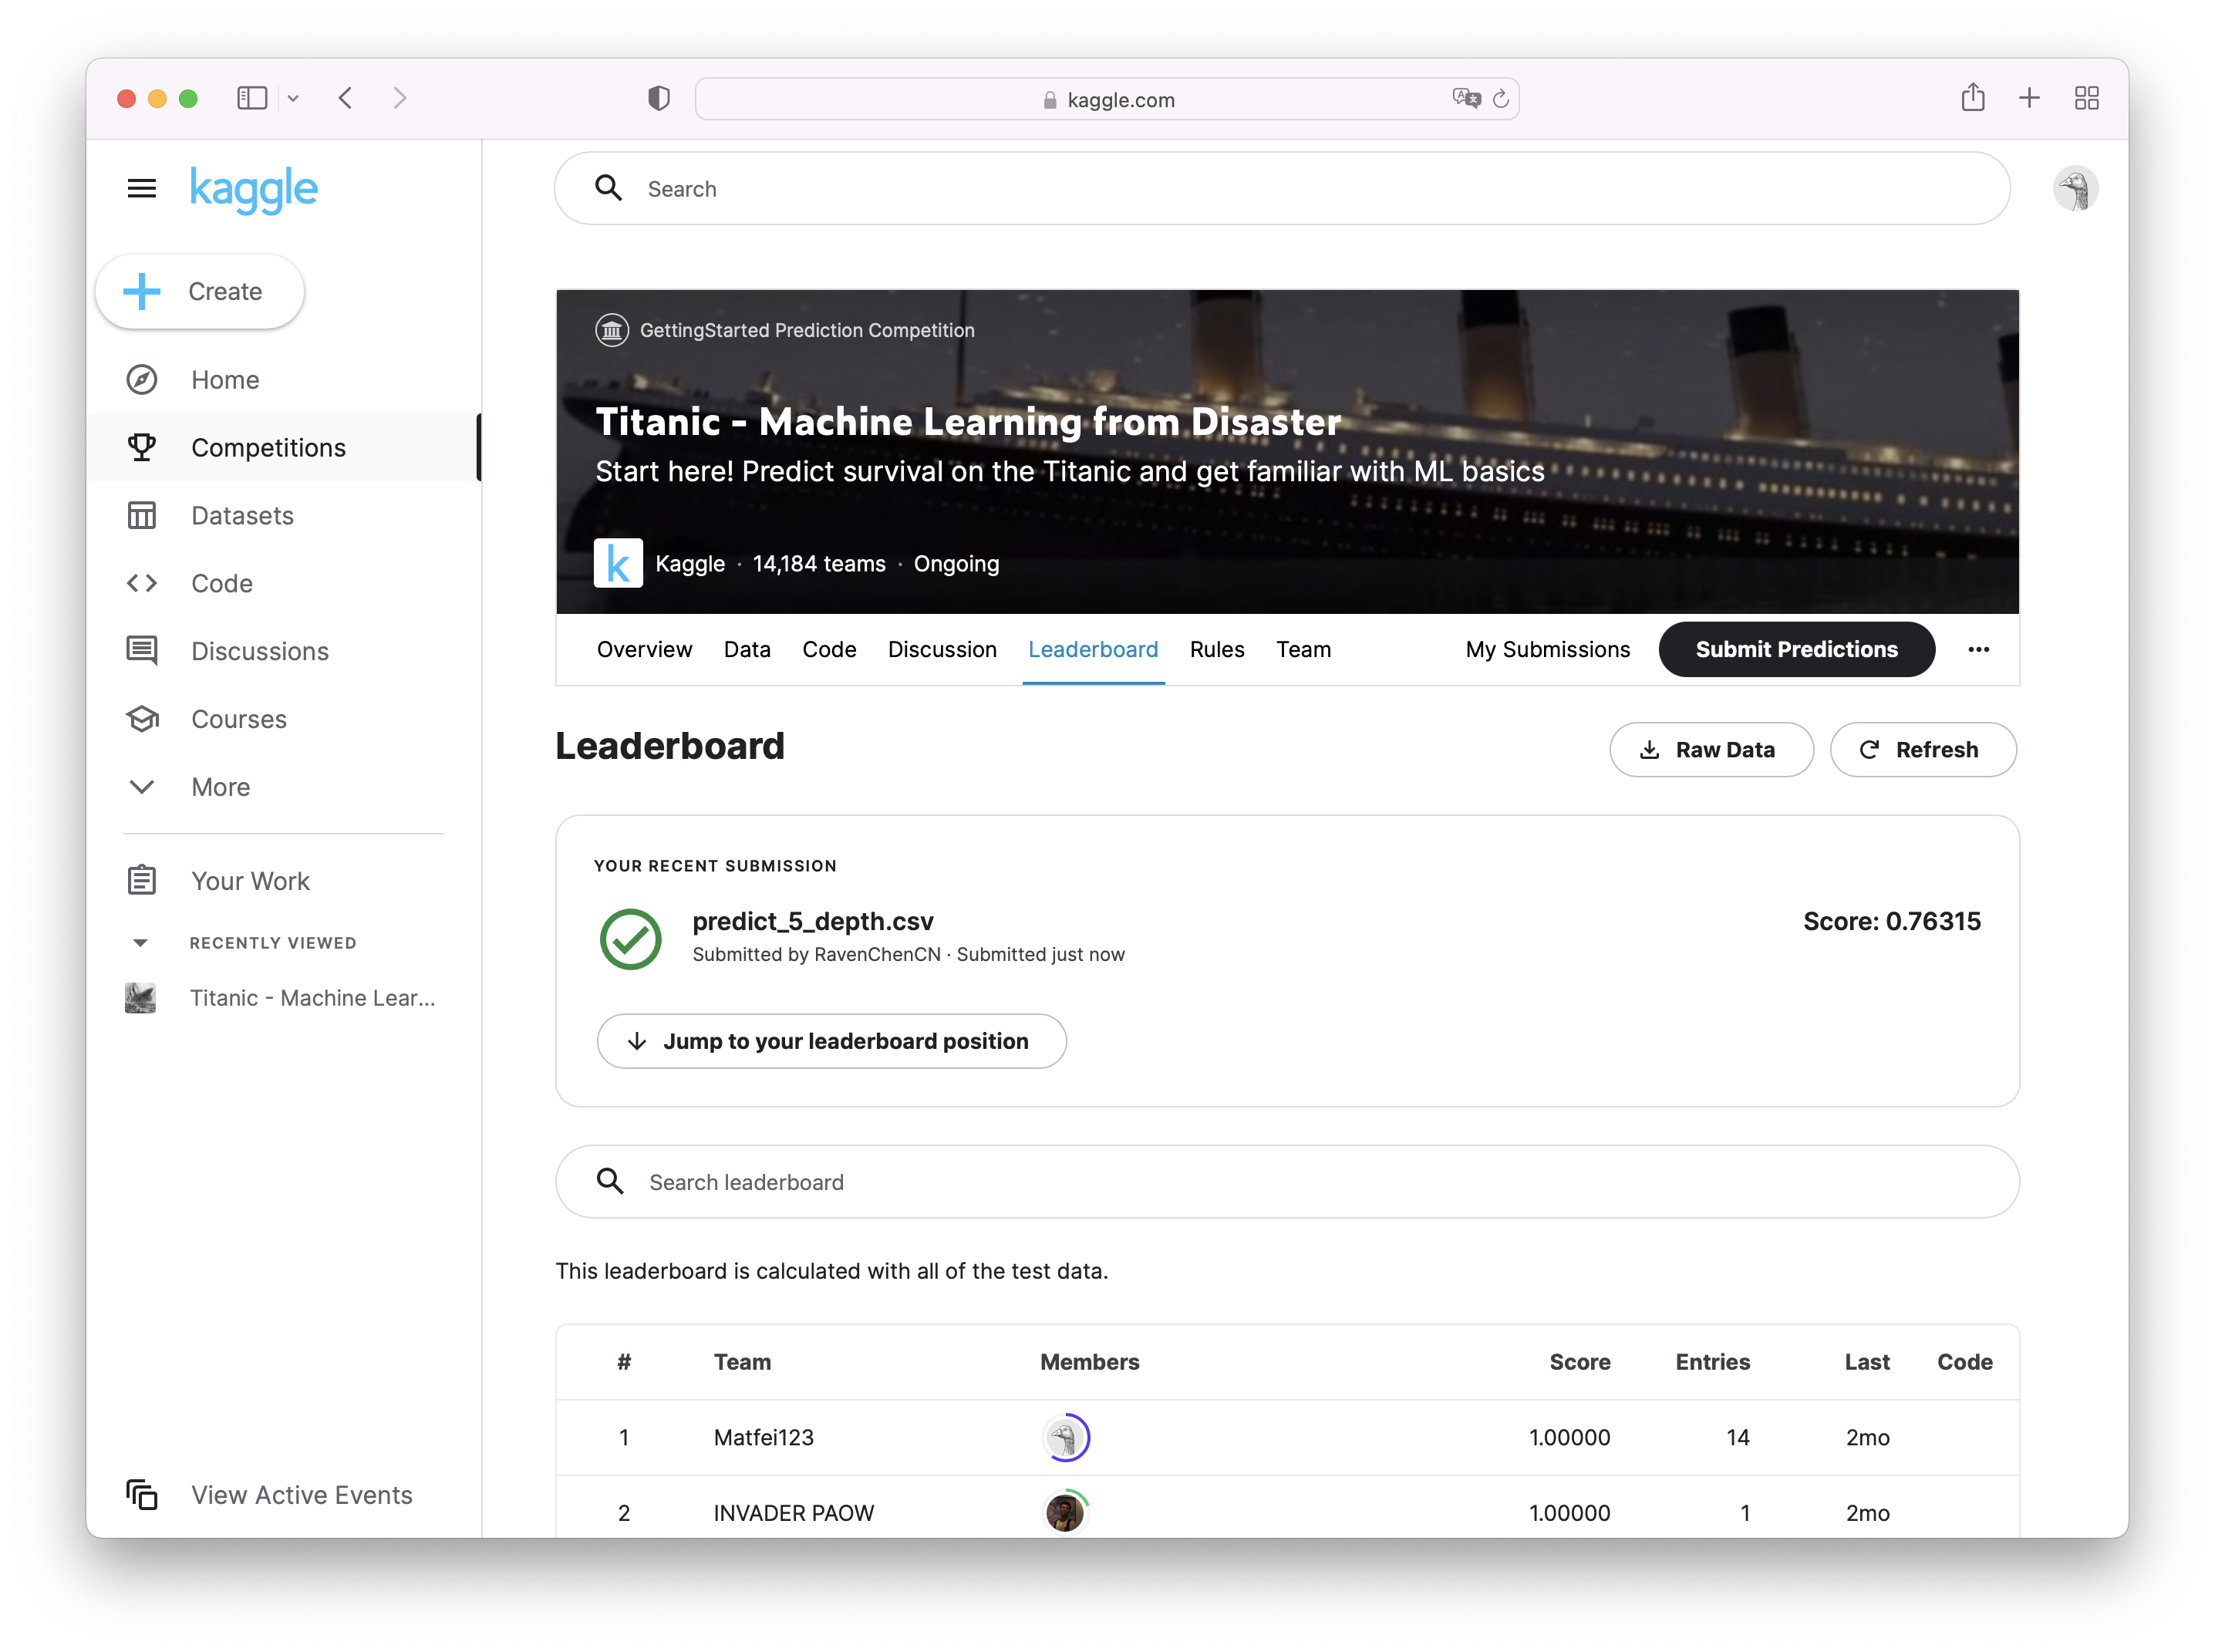 kaggle.com
kaggle
Search
Create
Home
Competitions
Datasets
Code
Discussions
Courses
More
Your Work
RECENTLY VIEWED
Titanic - Machine Lear...
View Active Events
GettingStarted Prediction Competition
Titanic - Machine Learning from Disaster
Start here! Predict survival on the Titanic and get familiar with ML basics
k Kaggle · 14,184 teams · Ongoing
Overview Data Code Discussion Leaderboard Rules Team My Submissions Submit Predictions
Leaderboard Raw Data Refresh
YOUR RECENT SUBMISSION
predict_5_depth.csv Score: 0.76315
Submitted by RavenChenCN · Submitted just now
Jump to your leaderboard position
Search leaderboard
This leaderboard is calculated with all of the test data.
# Team Members Score Entries Last Code
1 Matfei123 1.00000 14 2mo
2 INVADER PAOW 1.00000 1 2mo